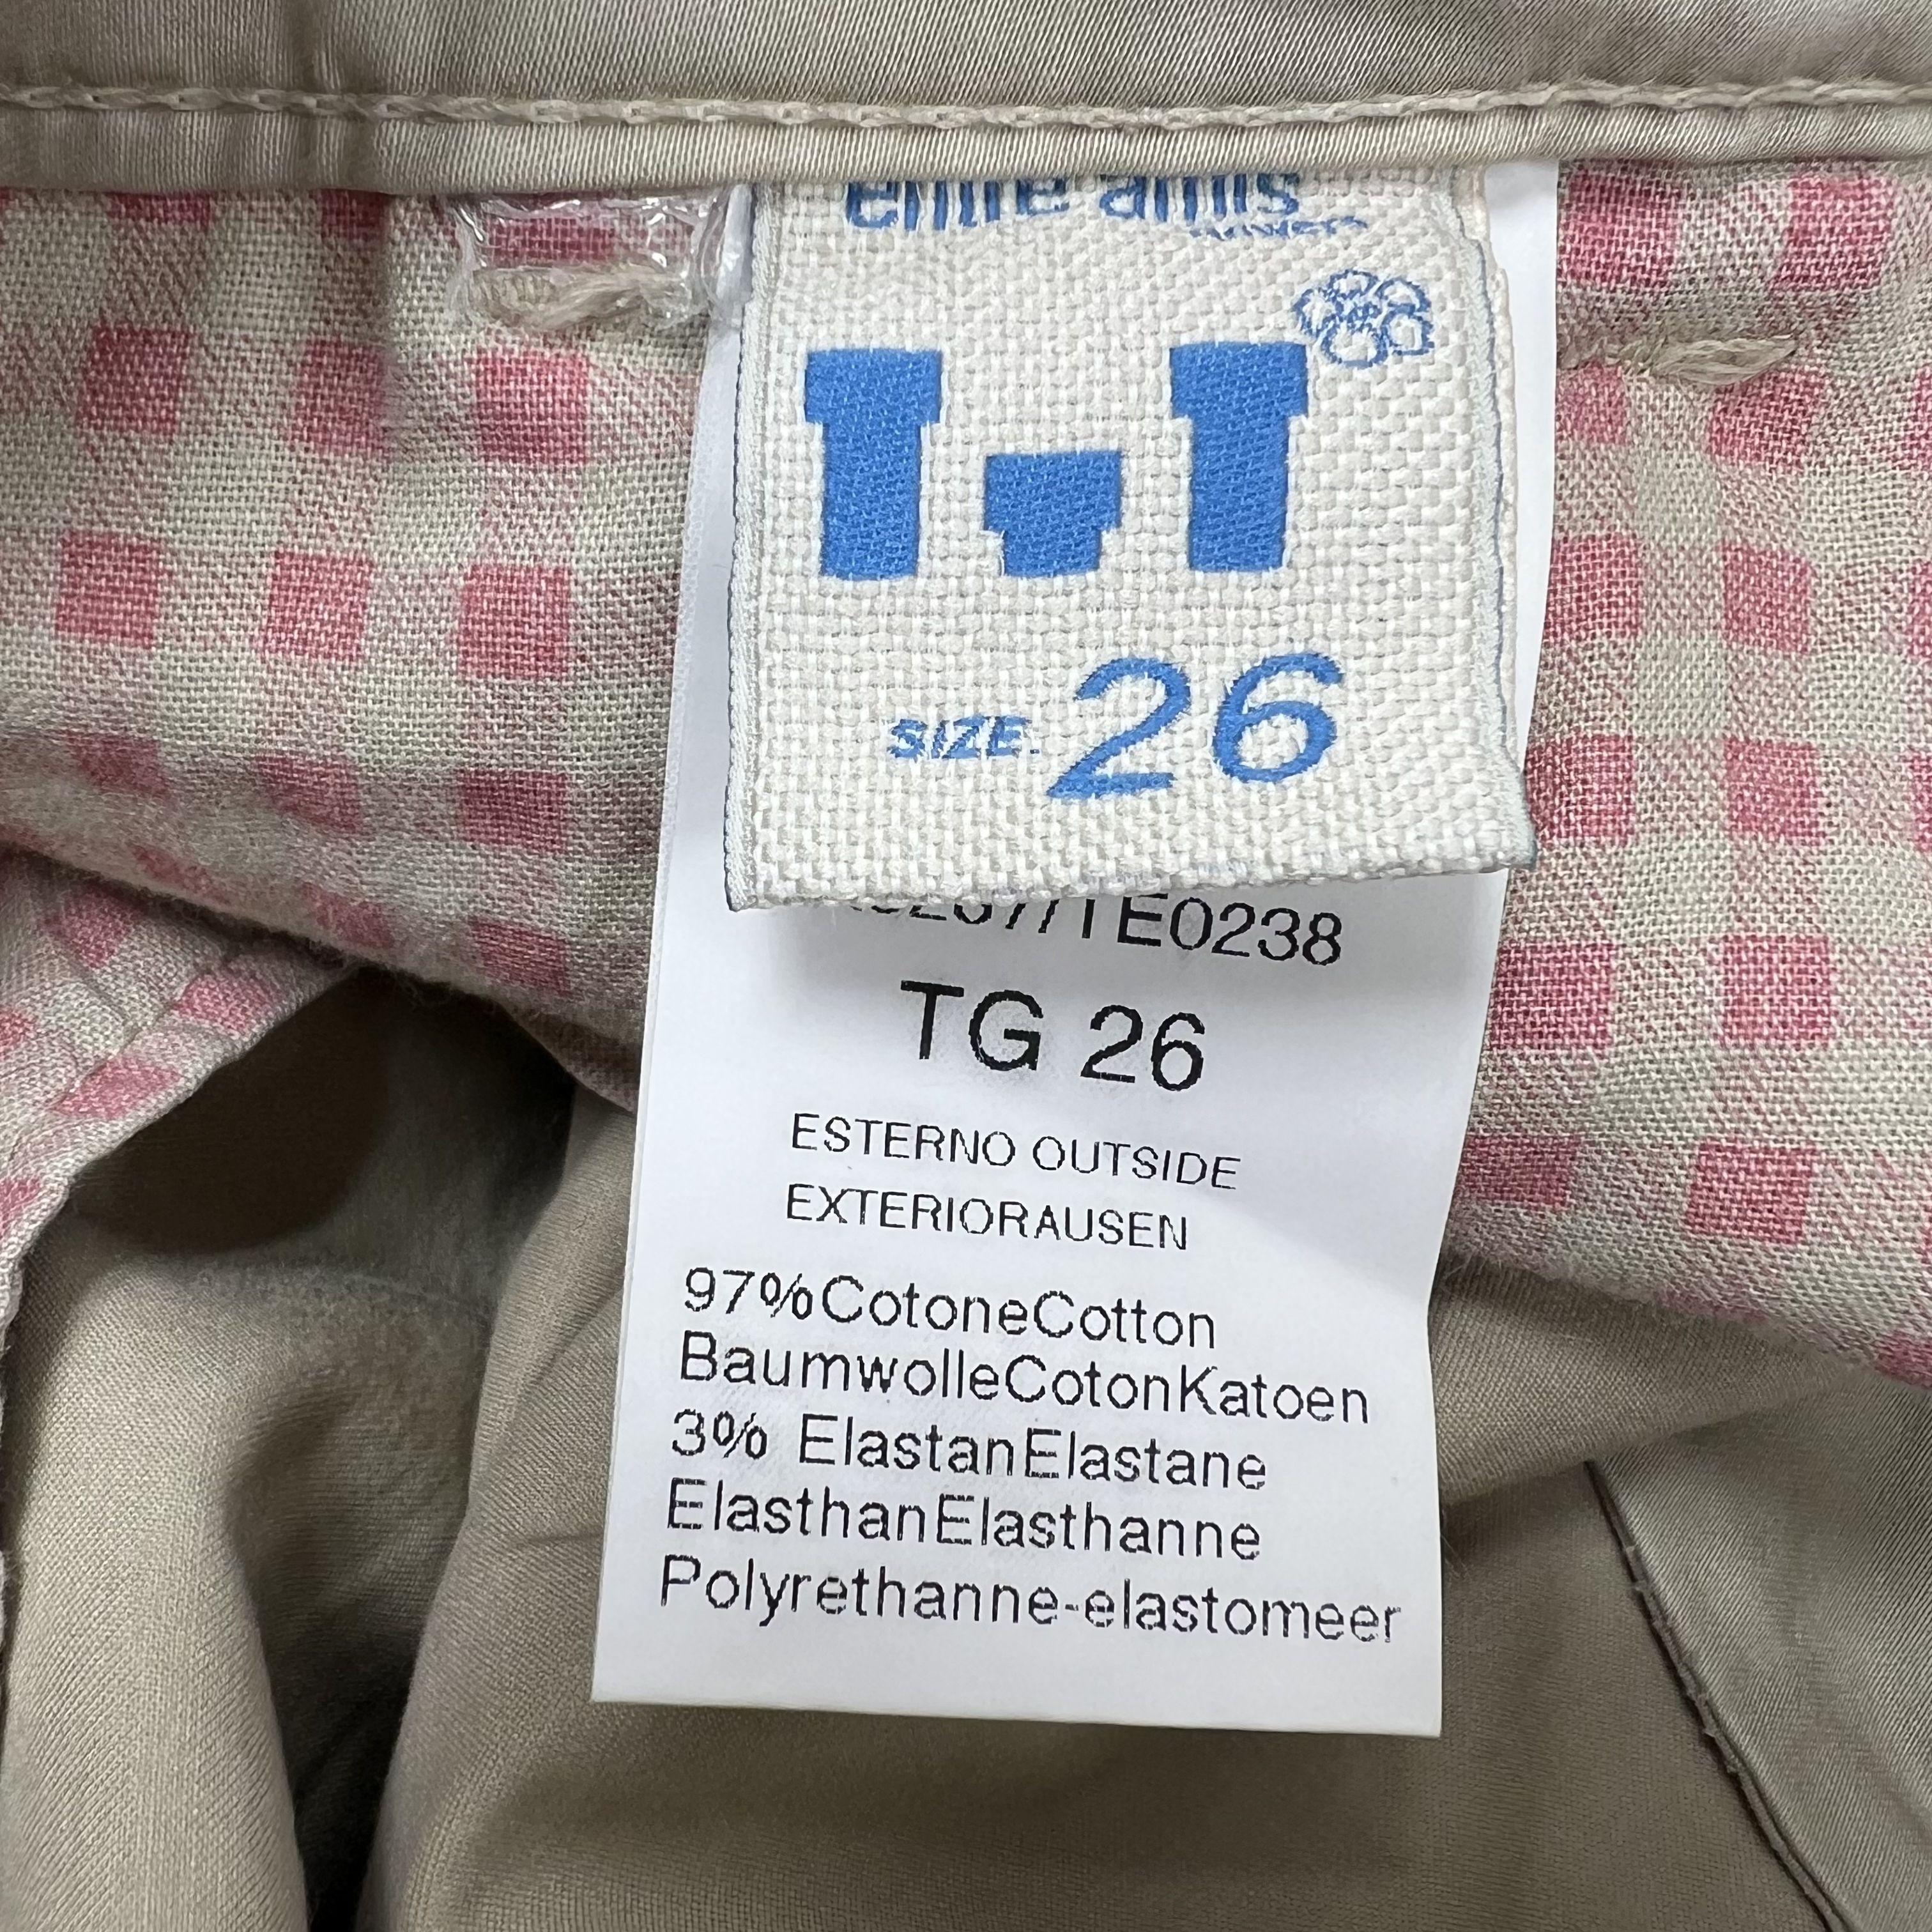 SIZE. 26
TG 26
ESTERNO OUTSIDE
EXTERIORAUSEN
97%CotoneCotton
BaumwolleCotonKatoen
3% ElastanElastane
ElasthanElasthanne
Polyrethanne-elastomeer